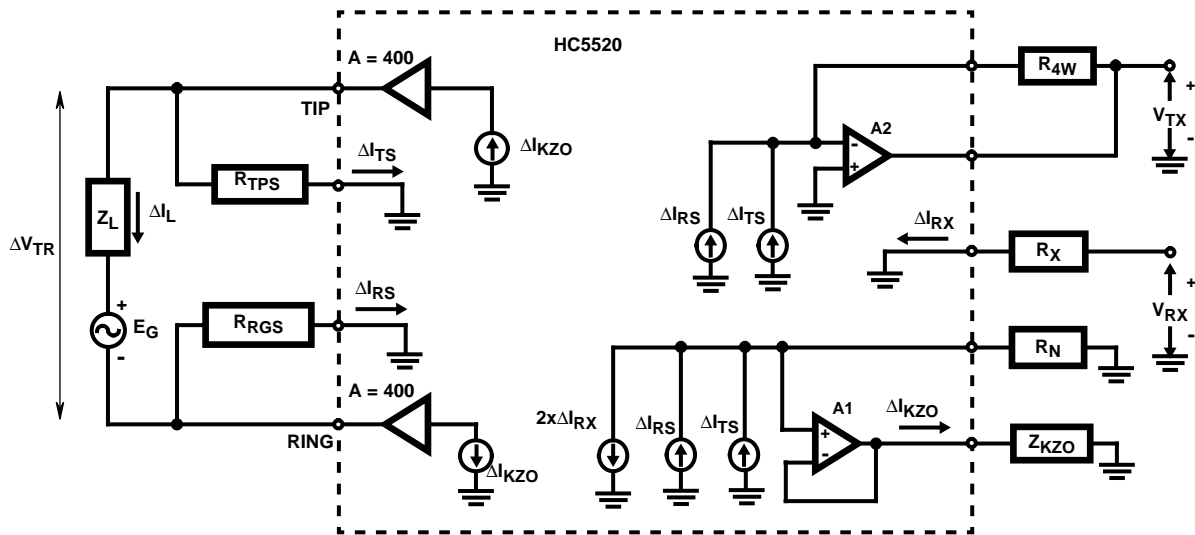 HC5520
A = 400
TIP
ΔI_KZO
ΔI_TS
R_TPS
Z_L
ΔI_L
ΔV_TR
E_G
+
-
ΔI_RS
R_RGS
A = 400
RING
ΔI_KZO
R_4W
A2
-
+
V_TX
+
-
ΔI_RS
ΔI_TS
ΔI_RX
R_X
V_RX
+
-
R_N
2xΔI_RX
ΔI_RS
ΔI_TS
A1
+
-
ΔI_KZO
Z_KZO